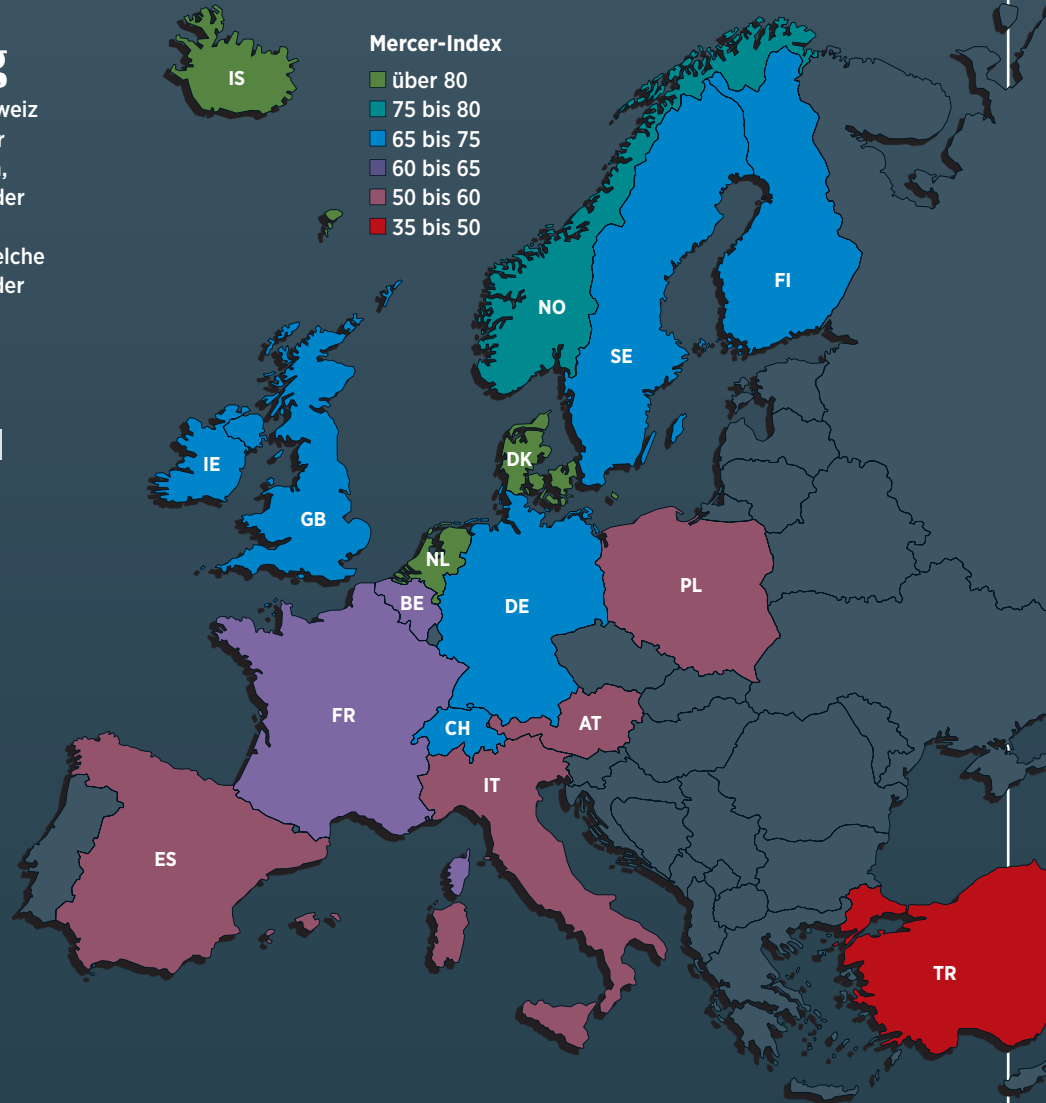 der
der
Mercer-Index
über 80
75 bis 80
65 bis 75
60 bis 65
50 bis 60
35 bis 50
IS
NO
FI
SE
IE
DK
GB
NL
BE
DE
PL
FR
CH
AT
IT
ES
TR